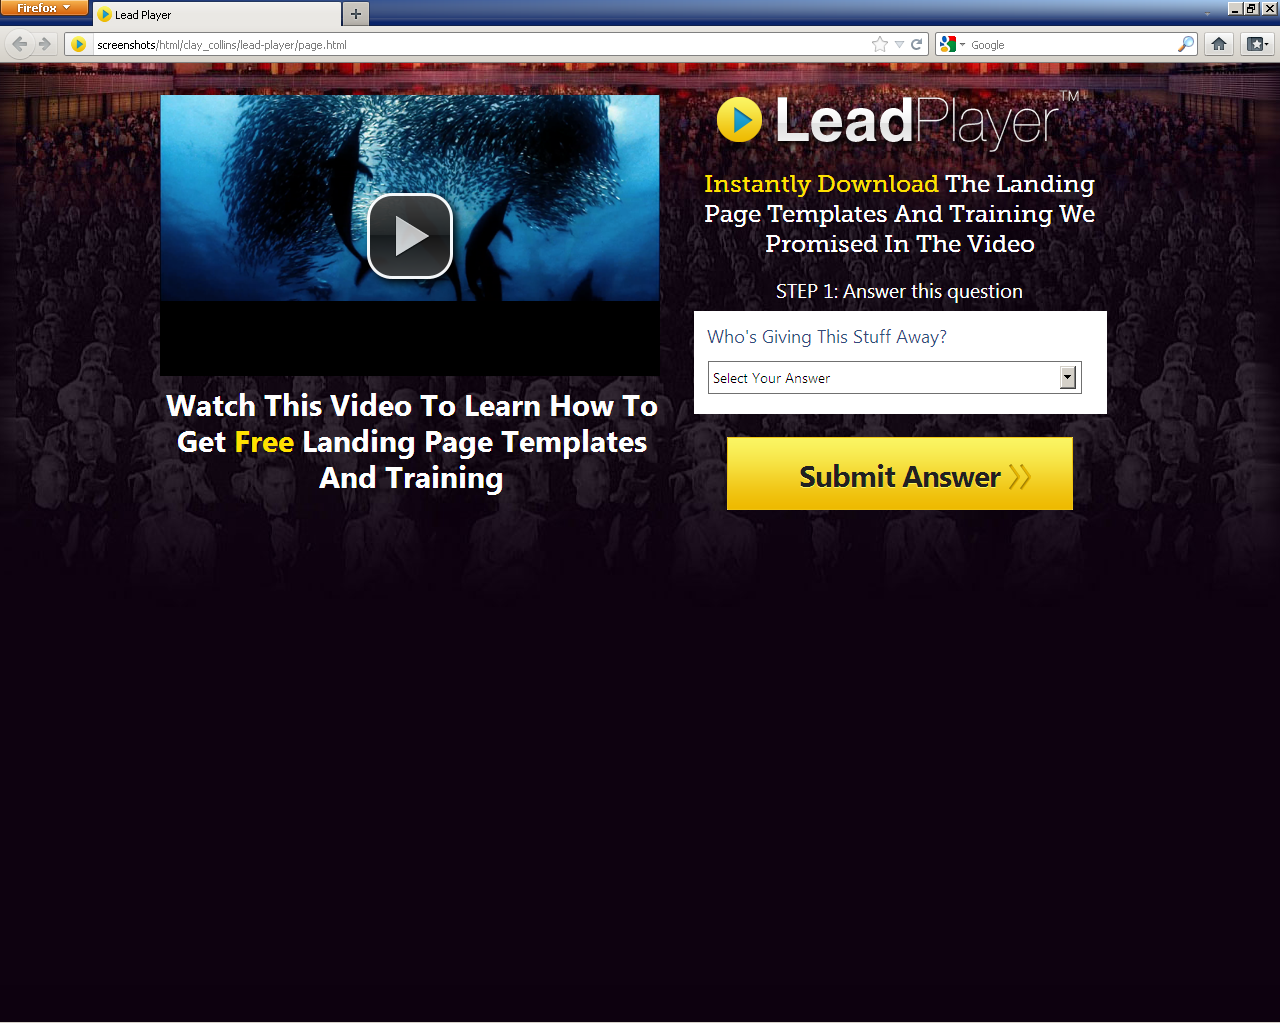 Firefox
Lead Player
screenshots/html/clay_collins/lead-player/page.html
Google
LeadPlayer™
Instantly Download The Landing
Page Templates And Training We
Promised In The Video
STEP 1: Answer this question
Who's Giving This Stuff Away?
Select Your Answer
Submit Answer
Watch This Video To Learn How To
Get Free Landing Page Templates
And Training